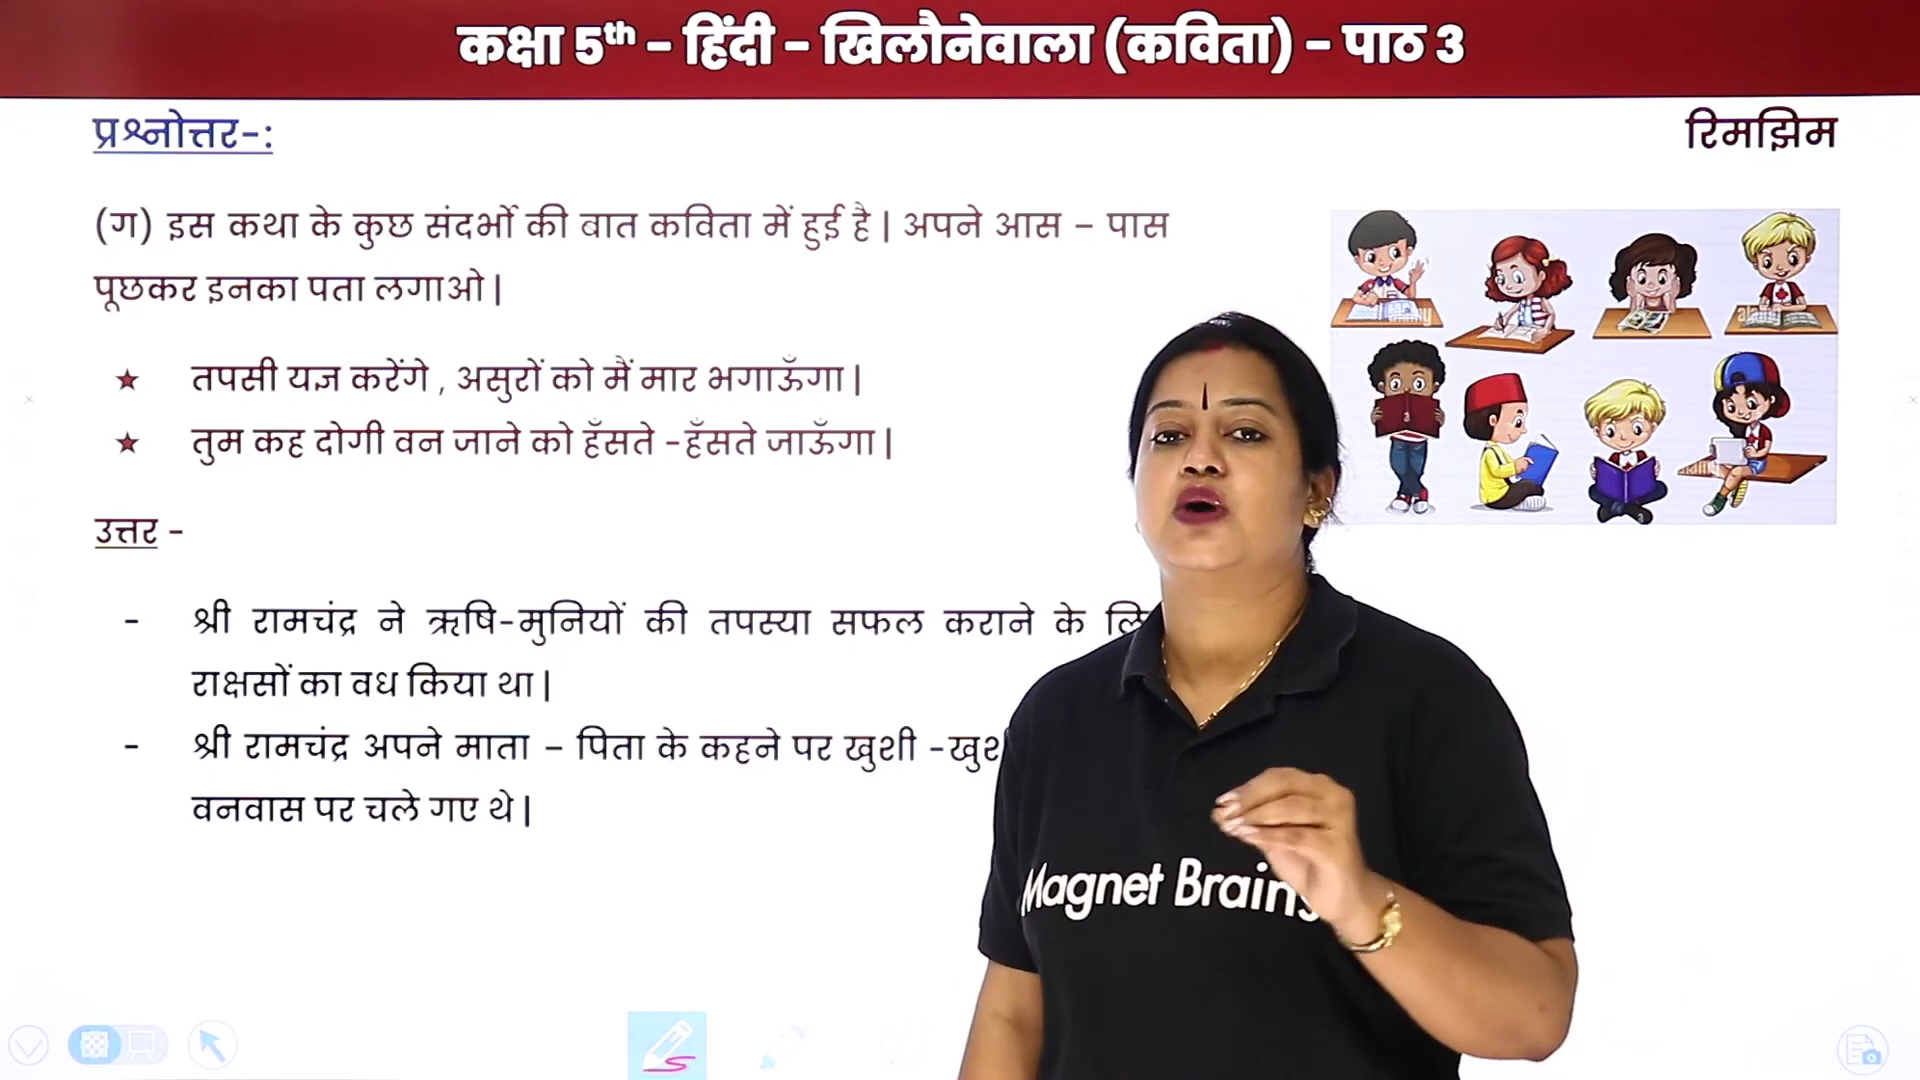 कक्षा 5th - हिंदी - खिलौनेवाला (कविता) - पाठ 3
प्रश्नोत्तर-:
रिमझिम
(ग) इस कथा के कुछ संदर्भो की बात कविता में हुई है | अपने आस – पास
पूछकर इनका पता लगाओ |
★ तपसी यज्ञ करेंगे , असुरों को मैं मार भगाऊँगा |
★ तुम कह दोगी वन जाने को हँसते -हँसते जाऊँगा |
उत्तर -
- श्री रामचंद्र ने ऋषि-मुनियों की तपस्या सफल कराने के
राक्षसों का वध किया था |
- श्री रामचंद्र अपने माता – पिता के कहने पर खुशी
वनवास पर चले गए थे |
Magnet Brains